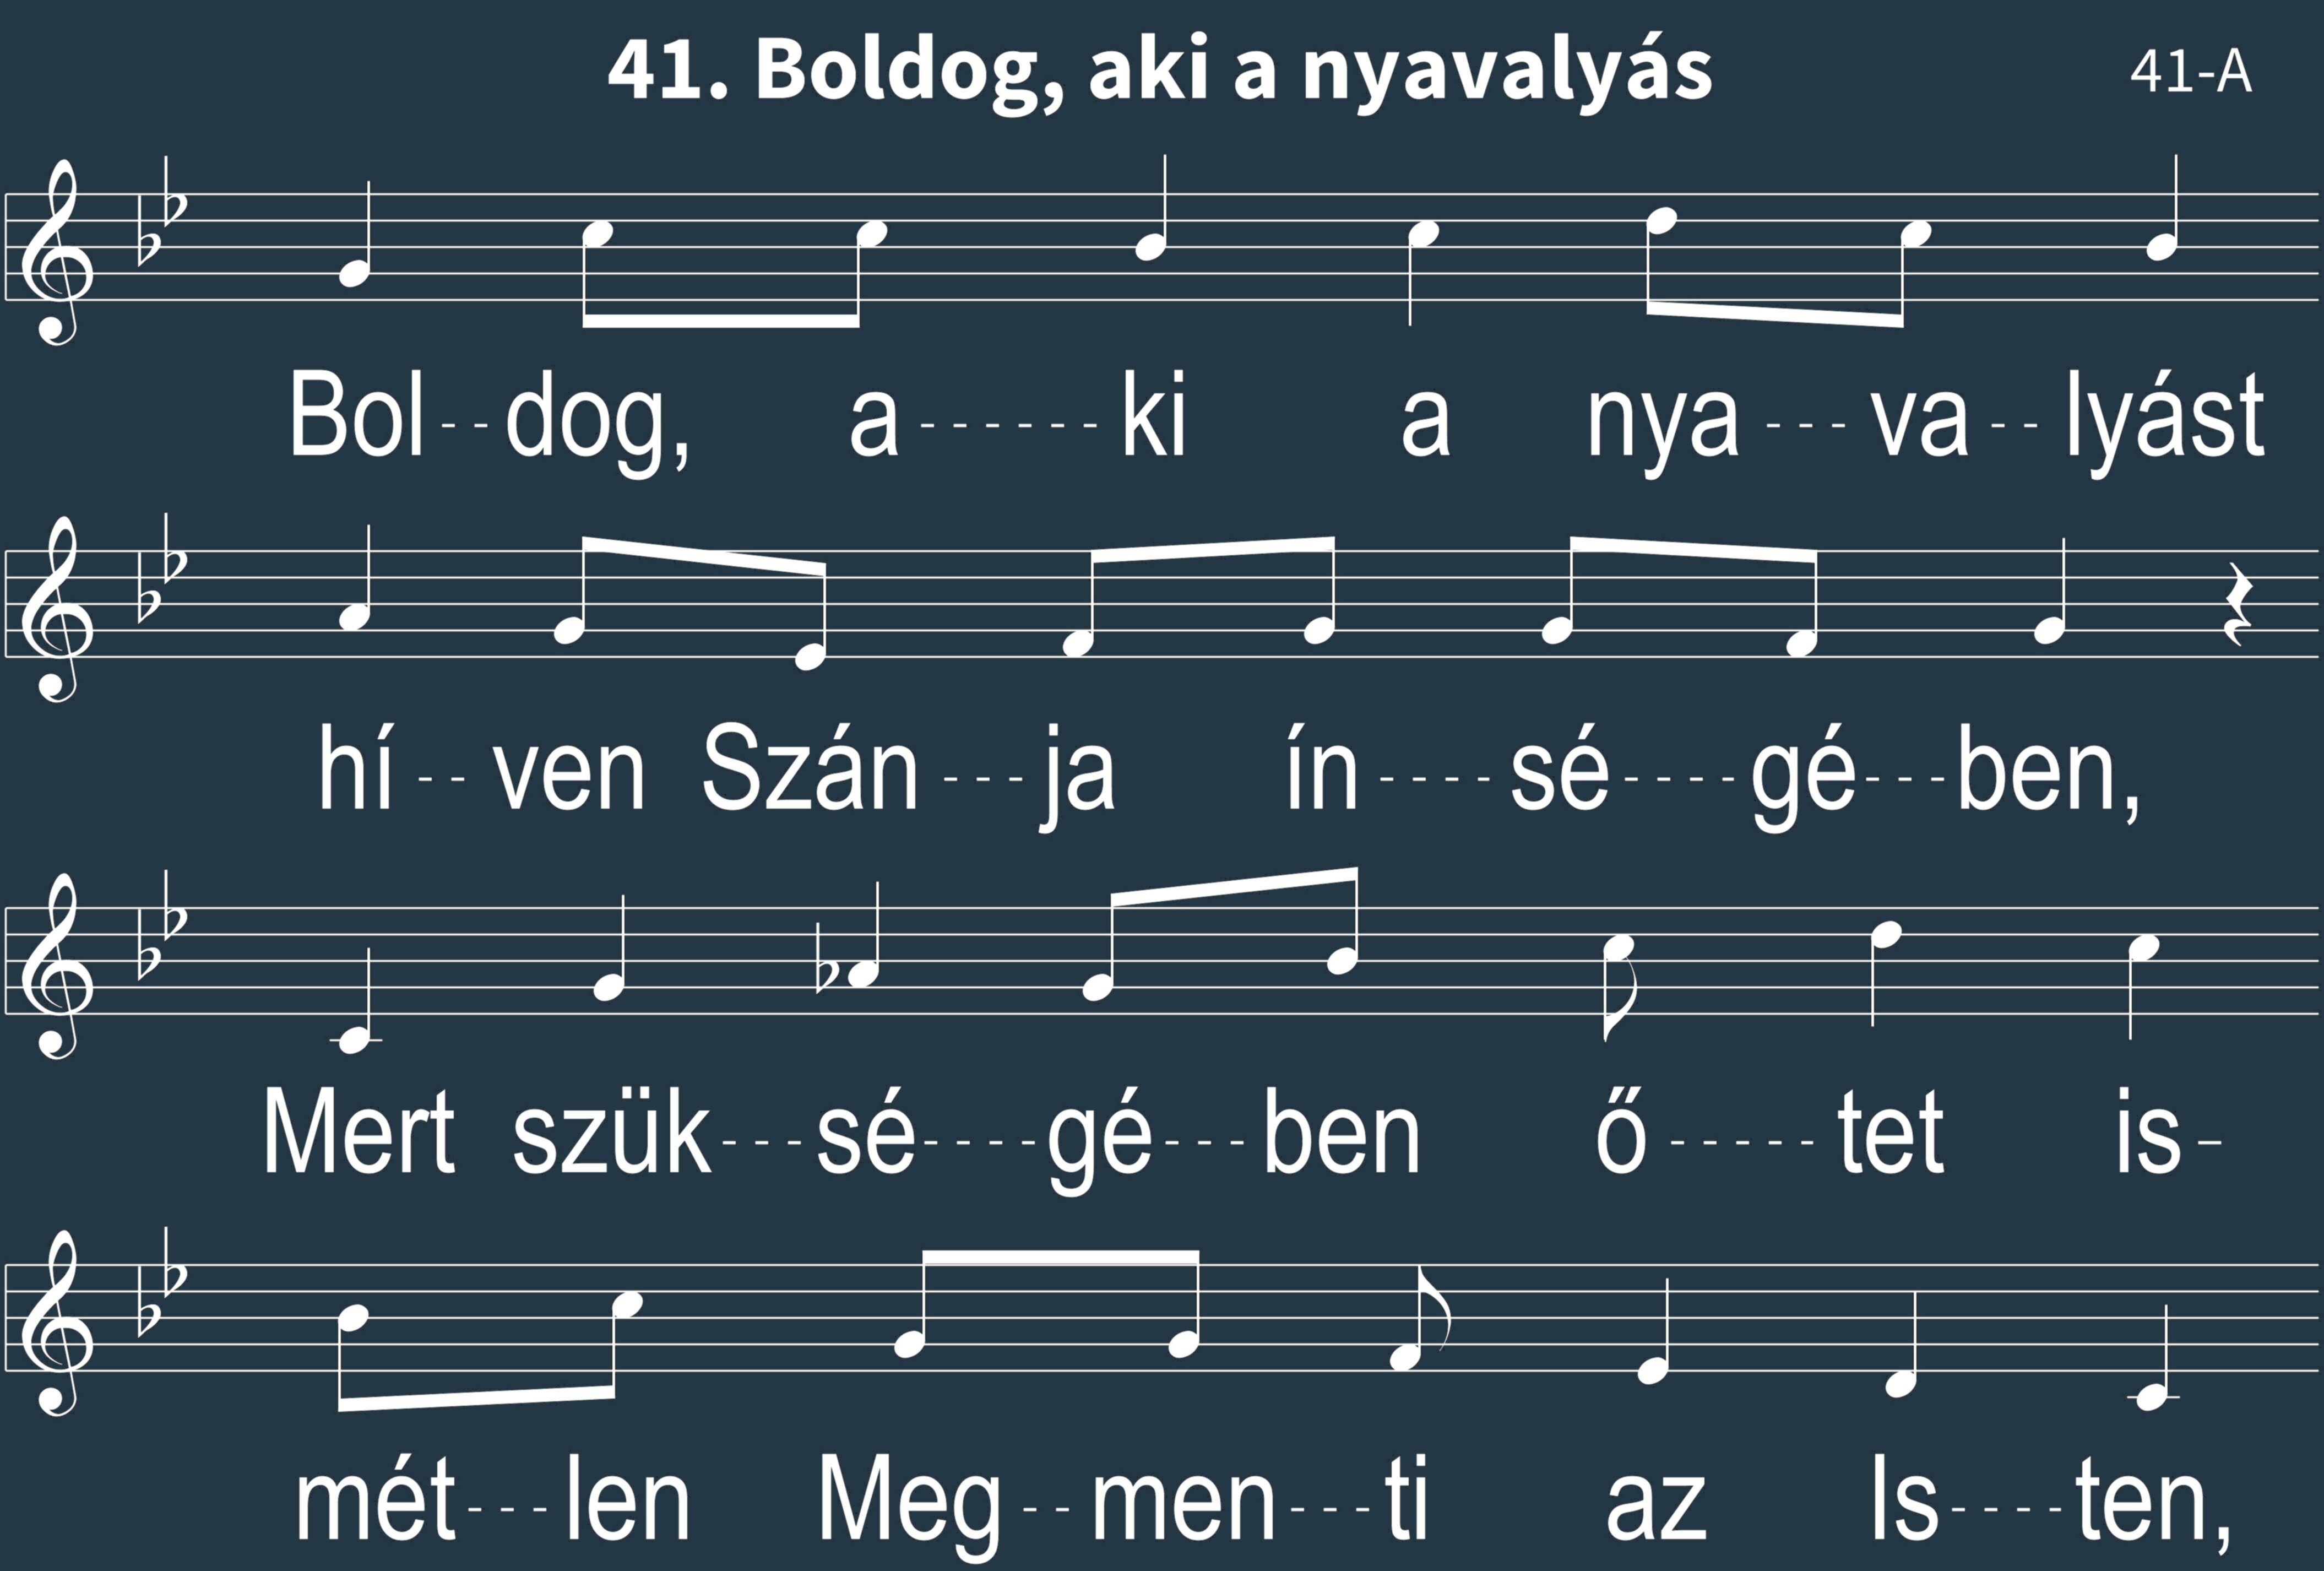 41. Boldog, aki a nyavalyás 41-A
Bol--dog, a------ki a nya---va--lyást
hí--ven Szán---ja ín----sé----gé---ben,
Mert szük---sé----gé---ben ő-----tet is-
mét---len Meg--men---ti az Is----ten,